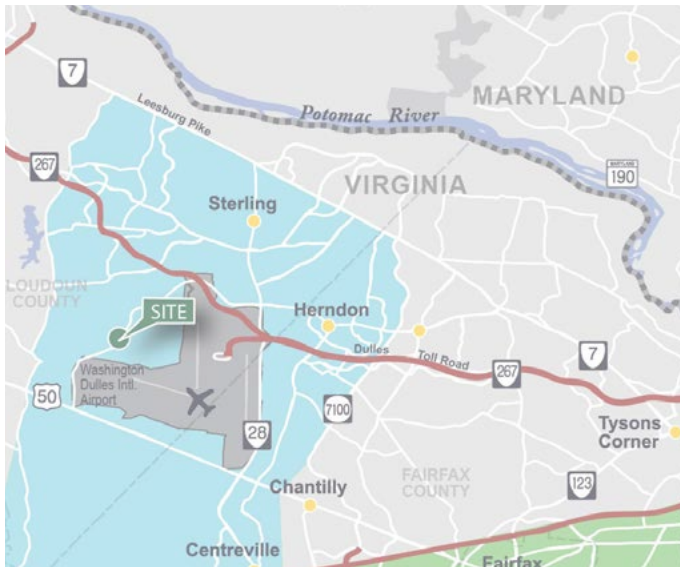 7
MARYLAND
Leesburg Pike
Potomac River
267
VIRGINIA
MARYLAND
190
Sterling
LOUDOUN
COUNTY
SITE
Herndon
Dulles
Toll Road
7
267
Washington
Dulles Intl.
Airport
50
7100
28
Tysons
Corner
FAIRFAX
COUNTY
123
Chantilly
Centreville
Fairfax